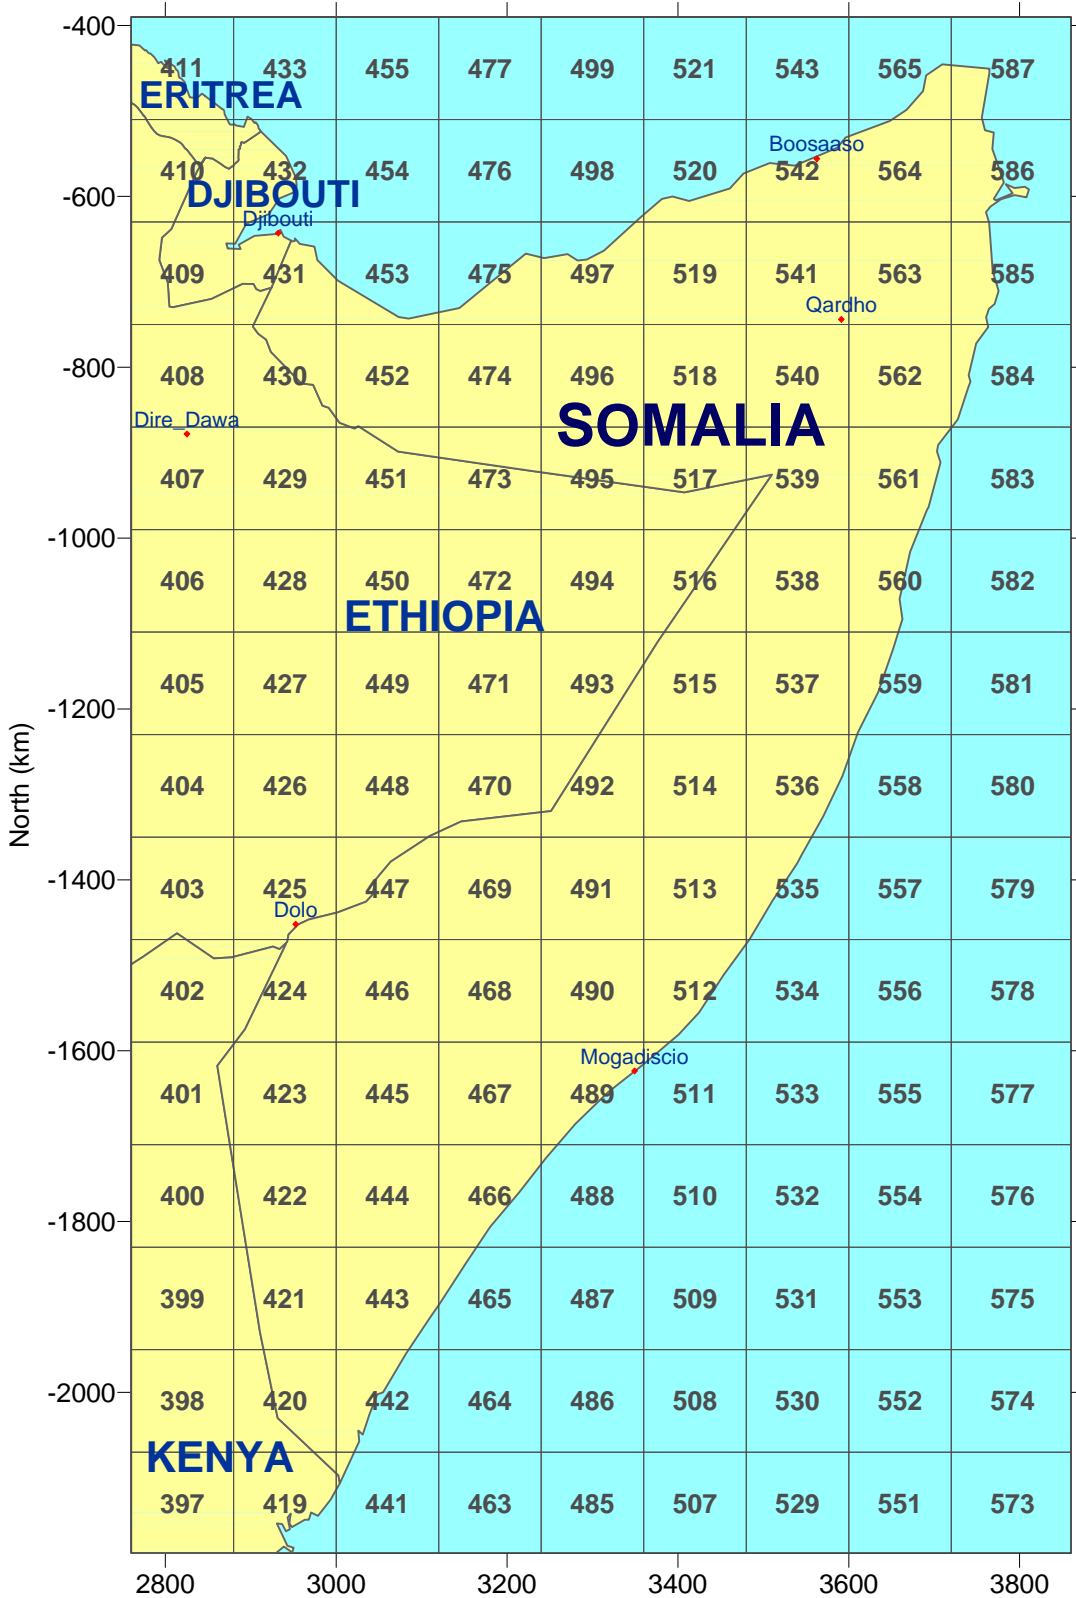 -400
411 433 455 477 499 521 543 565 587
ERITREA
Boosaaso
410 432 454 476 498 520 542 564 586
-600
DJIBOUTI
Djibouti
409 431 453 475 497 519 541 563 585
Qardho
-800
408 430 452 474 496 518 540 562 584
Dire_Dawa
SOMALIA
407 429 451 473 495 517 539 561 583
-1000
406 428 450 472 494 516 538 560 582
ETHIOPIA
405 427 449 471 493 515 537 559 581
-1200
North (km)
404 426 448 470 492 514 536 558 580
-1400
403 425 447 469 491 513 535 557 579
Dolo
402 424 446 468 490 512 534 556 578
-1600
Mogadiscio
401 423 445 467 489 511 533 555 577
400 422 444 466 488 510 532 554 576
-1800
399 421 443 465 487 509 531 553 575
-2000
398 420 442 464 486 508 530 552 574
KENYA
397 419 441 463 485 507 529 551 573
2800 3000 3200 3400 3600 3800